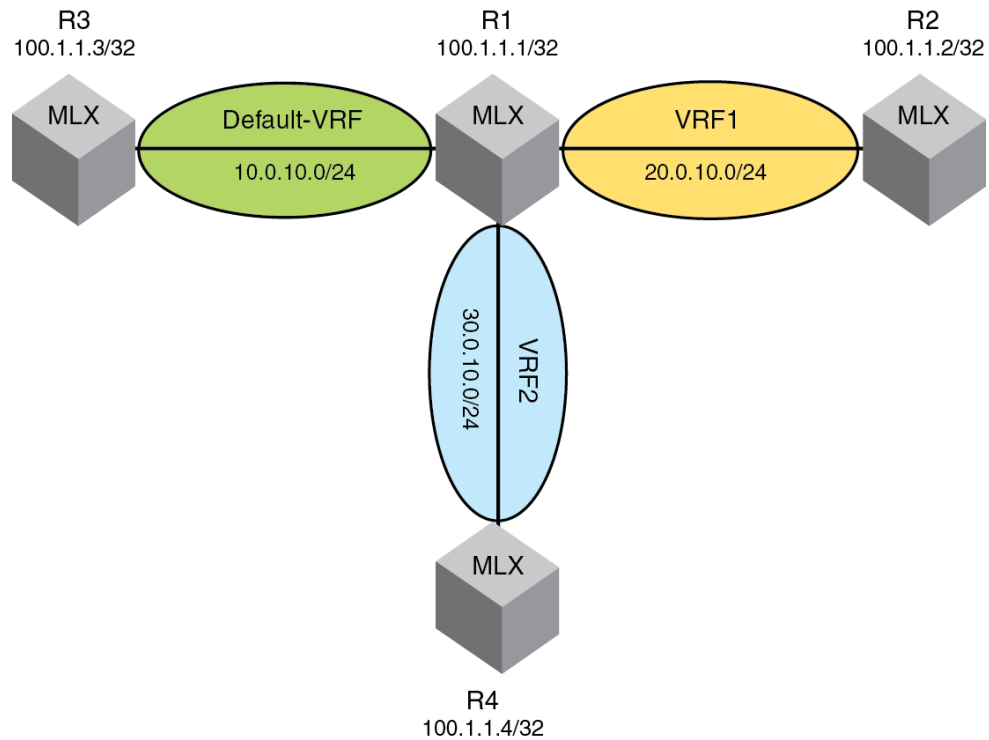 R3
100.1.1.3/32
R1
100.1.1.1/32
R2
100.1.1.2/32
MLX
Default-VRF
10.0.10.0/24
MLX
VRF1
20.0.10.0/24
MLX
30.0.10.0/24
VRF2
MLX
R4
100.1.1.4/32